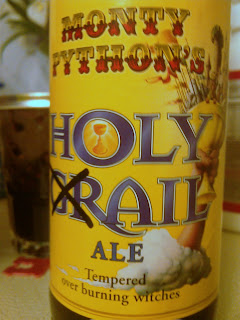 MONTY
PYTHON'S
HOLY
GRAIL
ALE
Tempered
over burning witches